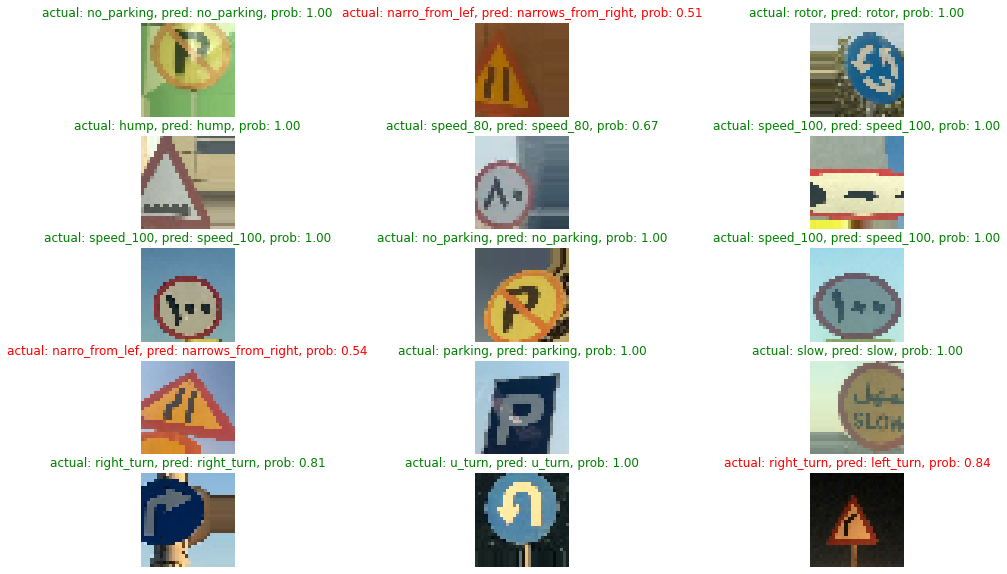 actual: no_parking, pred: no_parking, prob: 1.00
actual: narro_from_lef, pred: narrows_from_right, prob: 0.51
actual: rotor, pred: rotor, prob: 1.00
P
actual: hump, pred: hump, prob: 1.00
actual: speed_80, pred: speed_80, prob: 0.67
actual: speed_100, pred: speed_100, prob: 1.00
٨٠
actual: speed_100, pred: speed_100, prob: 1.00
actual: no_parking, pred: no_parking, prob: 1.00
actual: speed_100, pred: speed_100, prob: 1.00
١٠٠
P
١٠٠
actual: narro_from_lef, pred: narrows_from_right, prob: 0.54
actual: parking, pred: parking, prob: 1.00
actual: slow, pred: slow, prob: 1.00
P
تمهل
SLOW
actual: right_turn, pred: right_turn, prob: 0.81
actual: u_turn, pred: u_turn, prob: 1.00
actual: right_turn, pred: left_turn, prob: 0.84